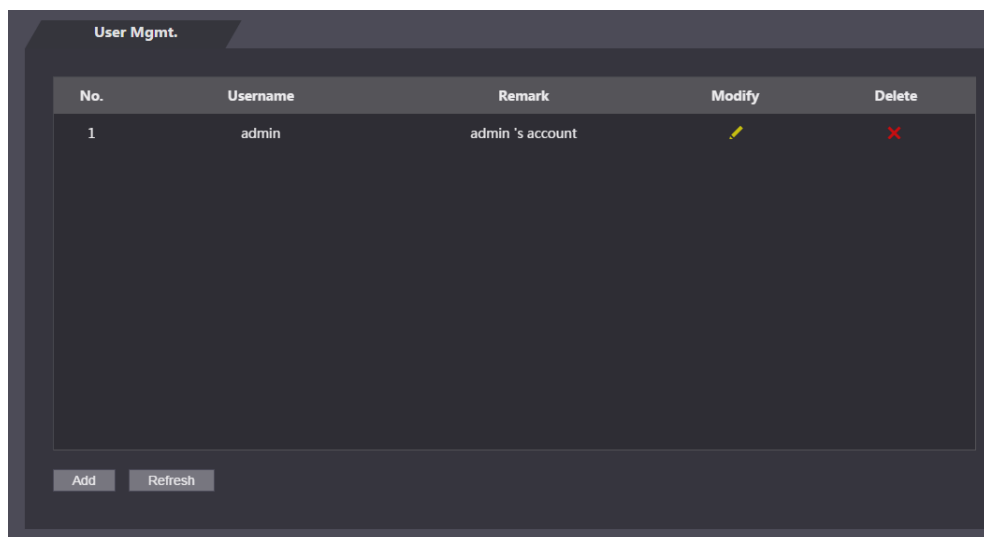 User Mgmt.
No. Username Remark Modify Delete
1 admin admin 's account
Add Refresh